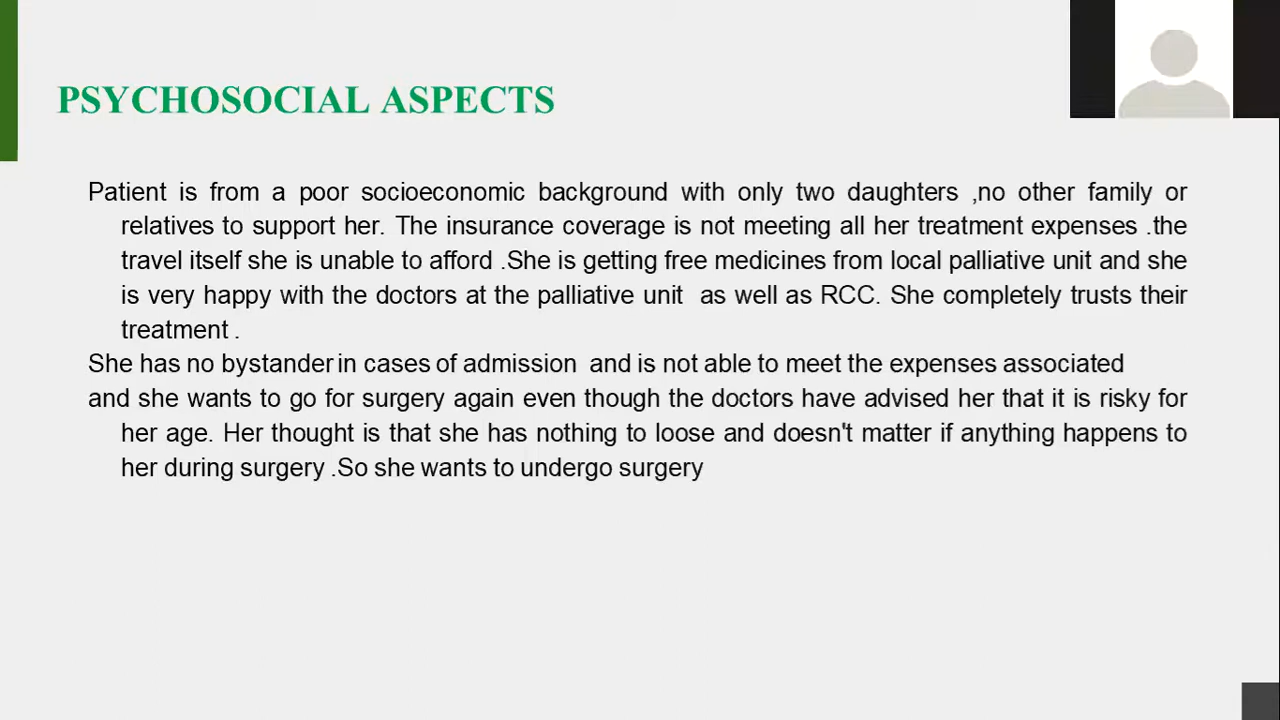 PSYCHOSOCIAL ASPECTS
Patient is from a poor socioeconomic background with only two daughters ,no other family or
relatives to support her. The insurance coverage is not meeting all her treatment expenses .the
travel itself she is unable to afford .She is getting free medicines from local palliative unit and she
is very happy with the doctors at the palliative unit as well as RCC. She completely trusts their
treatment .
She has no bystander in cases of admission and is not able to meet the expenses associated
and she wants to go for surgery again even though the doctors have advised her that it is risky for
her age. Her thought is that she has nothing to loose and doesn't matter if anything happens to
her during surgery .So she wants to undergo surgery